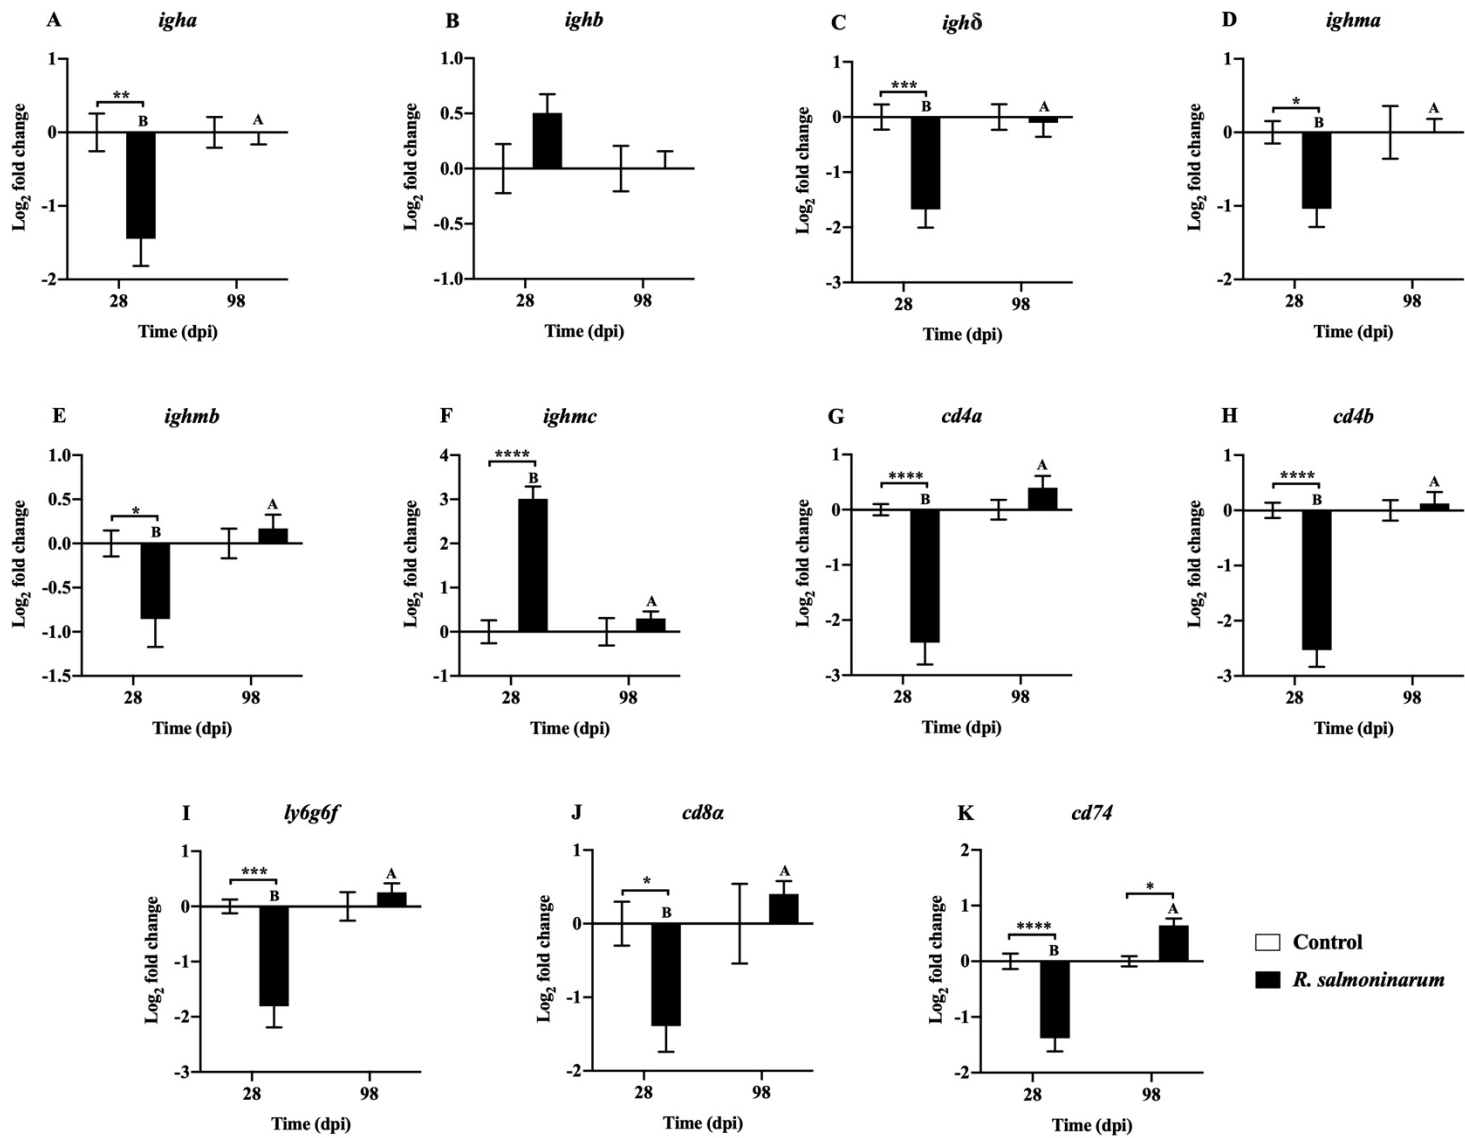 A igha
Log2 fold change
1
0
-1
-2
**
B
A
28 98
Time (dpi)
B ighb
Log2 fold change
1.0
0.5
0.0
-0.5
-1.0
28 98
Time (dpi)
C ighδ
Log2 fold change
1
0
-1
-2
-3
***
B
A
28 98
Time (dpi)
D ighma
Log2 fold change
1
0
-1
-2
*
B
A
28 98
Time (dpi)
E ighmb
Log2 fold change
1.0
0.5
0.0
-0.5
-1.0
-1.5
*
B
A
28 98
Time (dpi)
F ighmc
Log2 fold change
4
3
2
1
0
-1
****
B
A
28 98
Time (dpi)
G cd4a
Log2 fold change
1
0
-1
-2
-3
****
B
A
28 98
Time (dpi)
H cd4b
Log2 fold change
1
0
-1
-2
-3
****
B
A
28 98
Time (dpi)
I ly6g6f
Log2 fold change
1
0
-1
-2
-3
***
B
A
28 98
Time (dpi)
J cd8α
Log2 fold change
1
0
-1
-2
*
B
A
28 98
Time (dpi)
K cd74
Log2 fold change
2
1
0
-1
-2
****
B
*
A
28 98
Time (dpi)
Control
R. salmoninarum